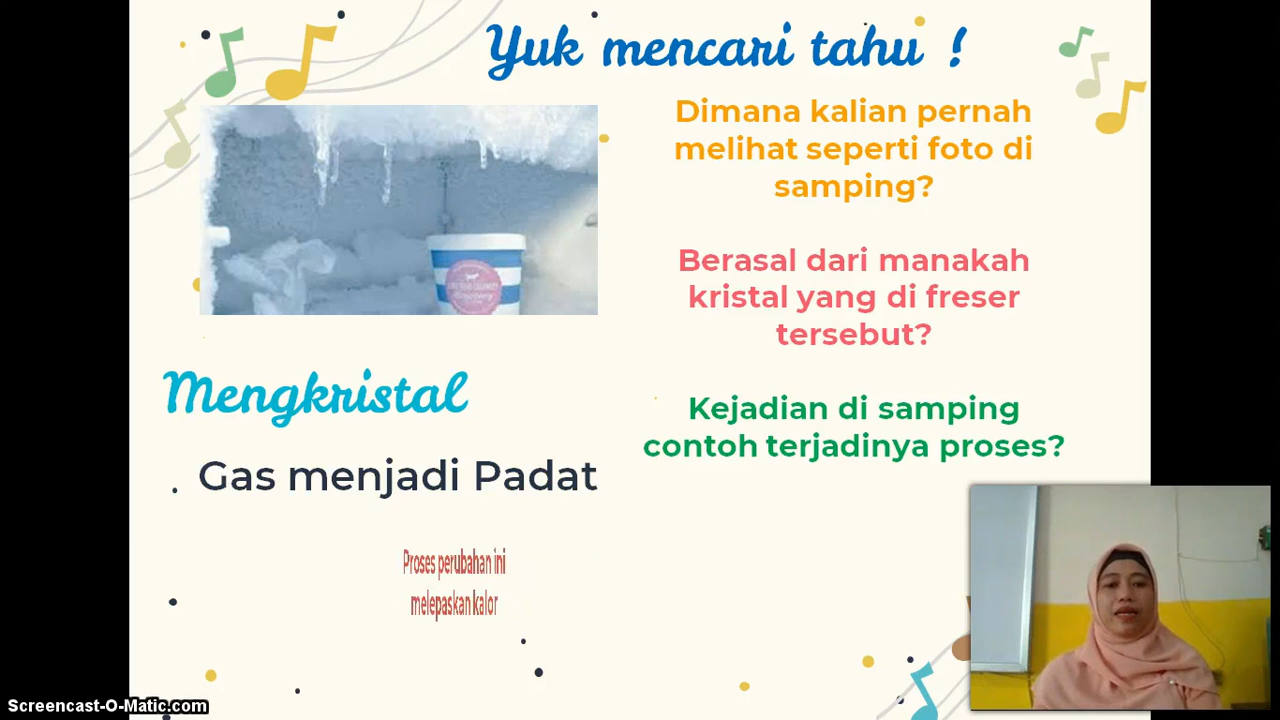 Yuk mencari tahu !
Dimana kalian pernah
melihat seperti foto di
samping?
Berasal dari manakah
kristal yang di freser
tersebut?
Mengkristal
Kejadian di samping
contoh terjadinya proses?
Gas menjadi Padat
Proses perubahan ini
melepaskan kalor
Screencast-O-Matic.com